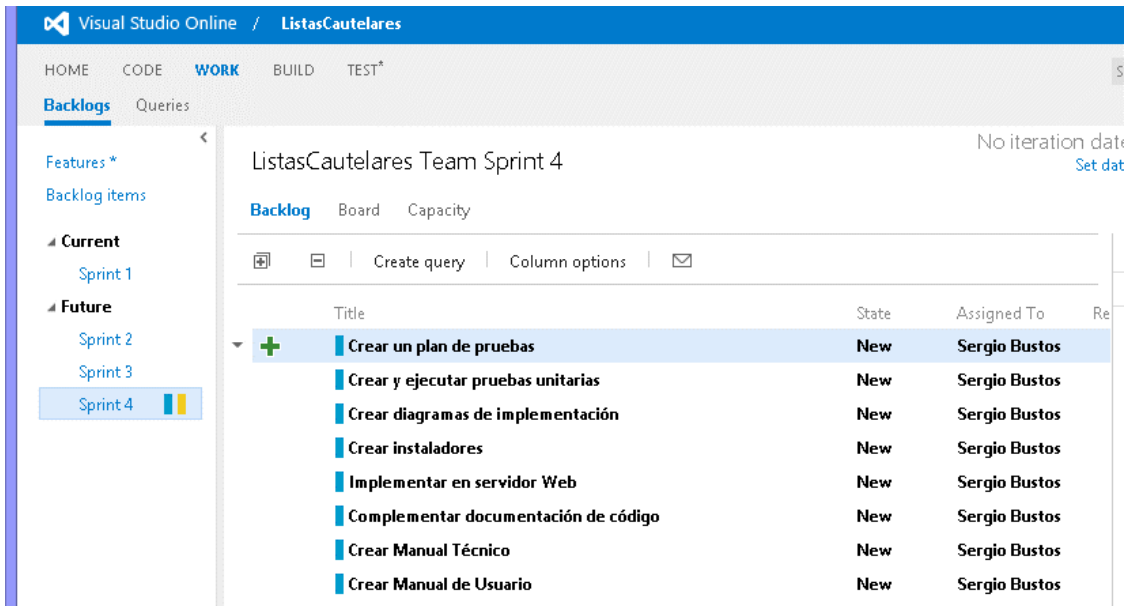 Visual Studio Online / ListasCautelares
HOME CODE WORK BUILD TEST*
S
Backlogs Queries
No iteration date
Set dat
Features *
Backlog items
Current
Sprint 1
Future
Sprint 2
Sprint 3
Sprint 4
ListasCautelares Team Sprint 4
Backlog Board Capacity
Create query Column options
Title State Assigned To Re
Crear un plan de pruebas New Sergio Bustos
Crear y ejecutar pruebas unitarias New Sergio Bustos
Crear diagramas de implementación New Sergio Bustos
Crear instaladores New Sergio Bustos
Implementar en servidor Web New Sergio Bustos
Complementar documentación de código New Sergio Bustos
Crear Manual Técnico New Sergio Bustos
Crear Manual de Usuario New Sergio Bustos